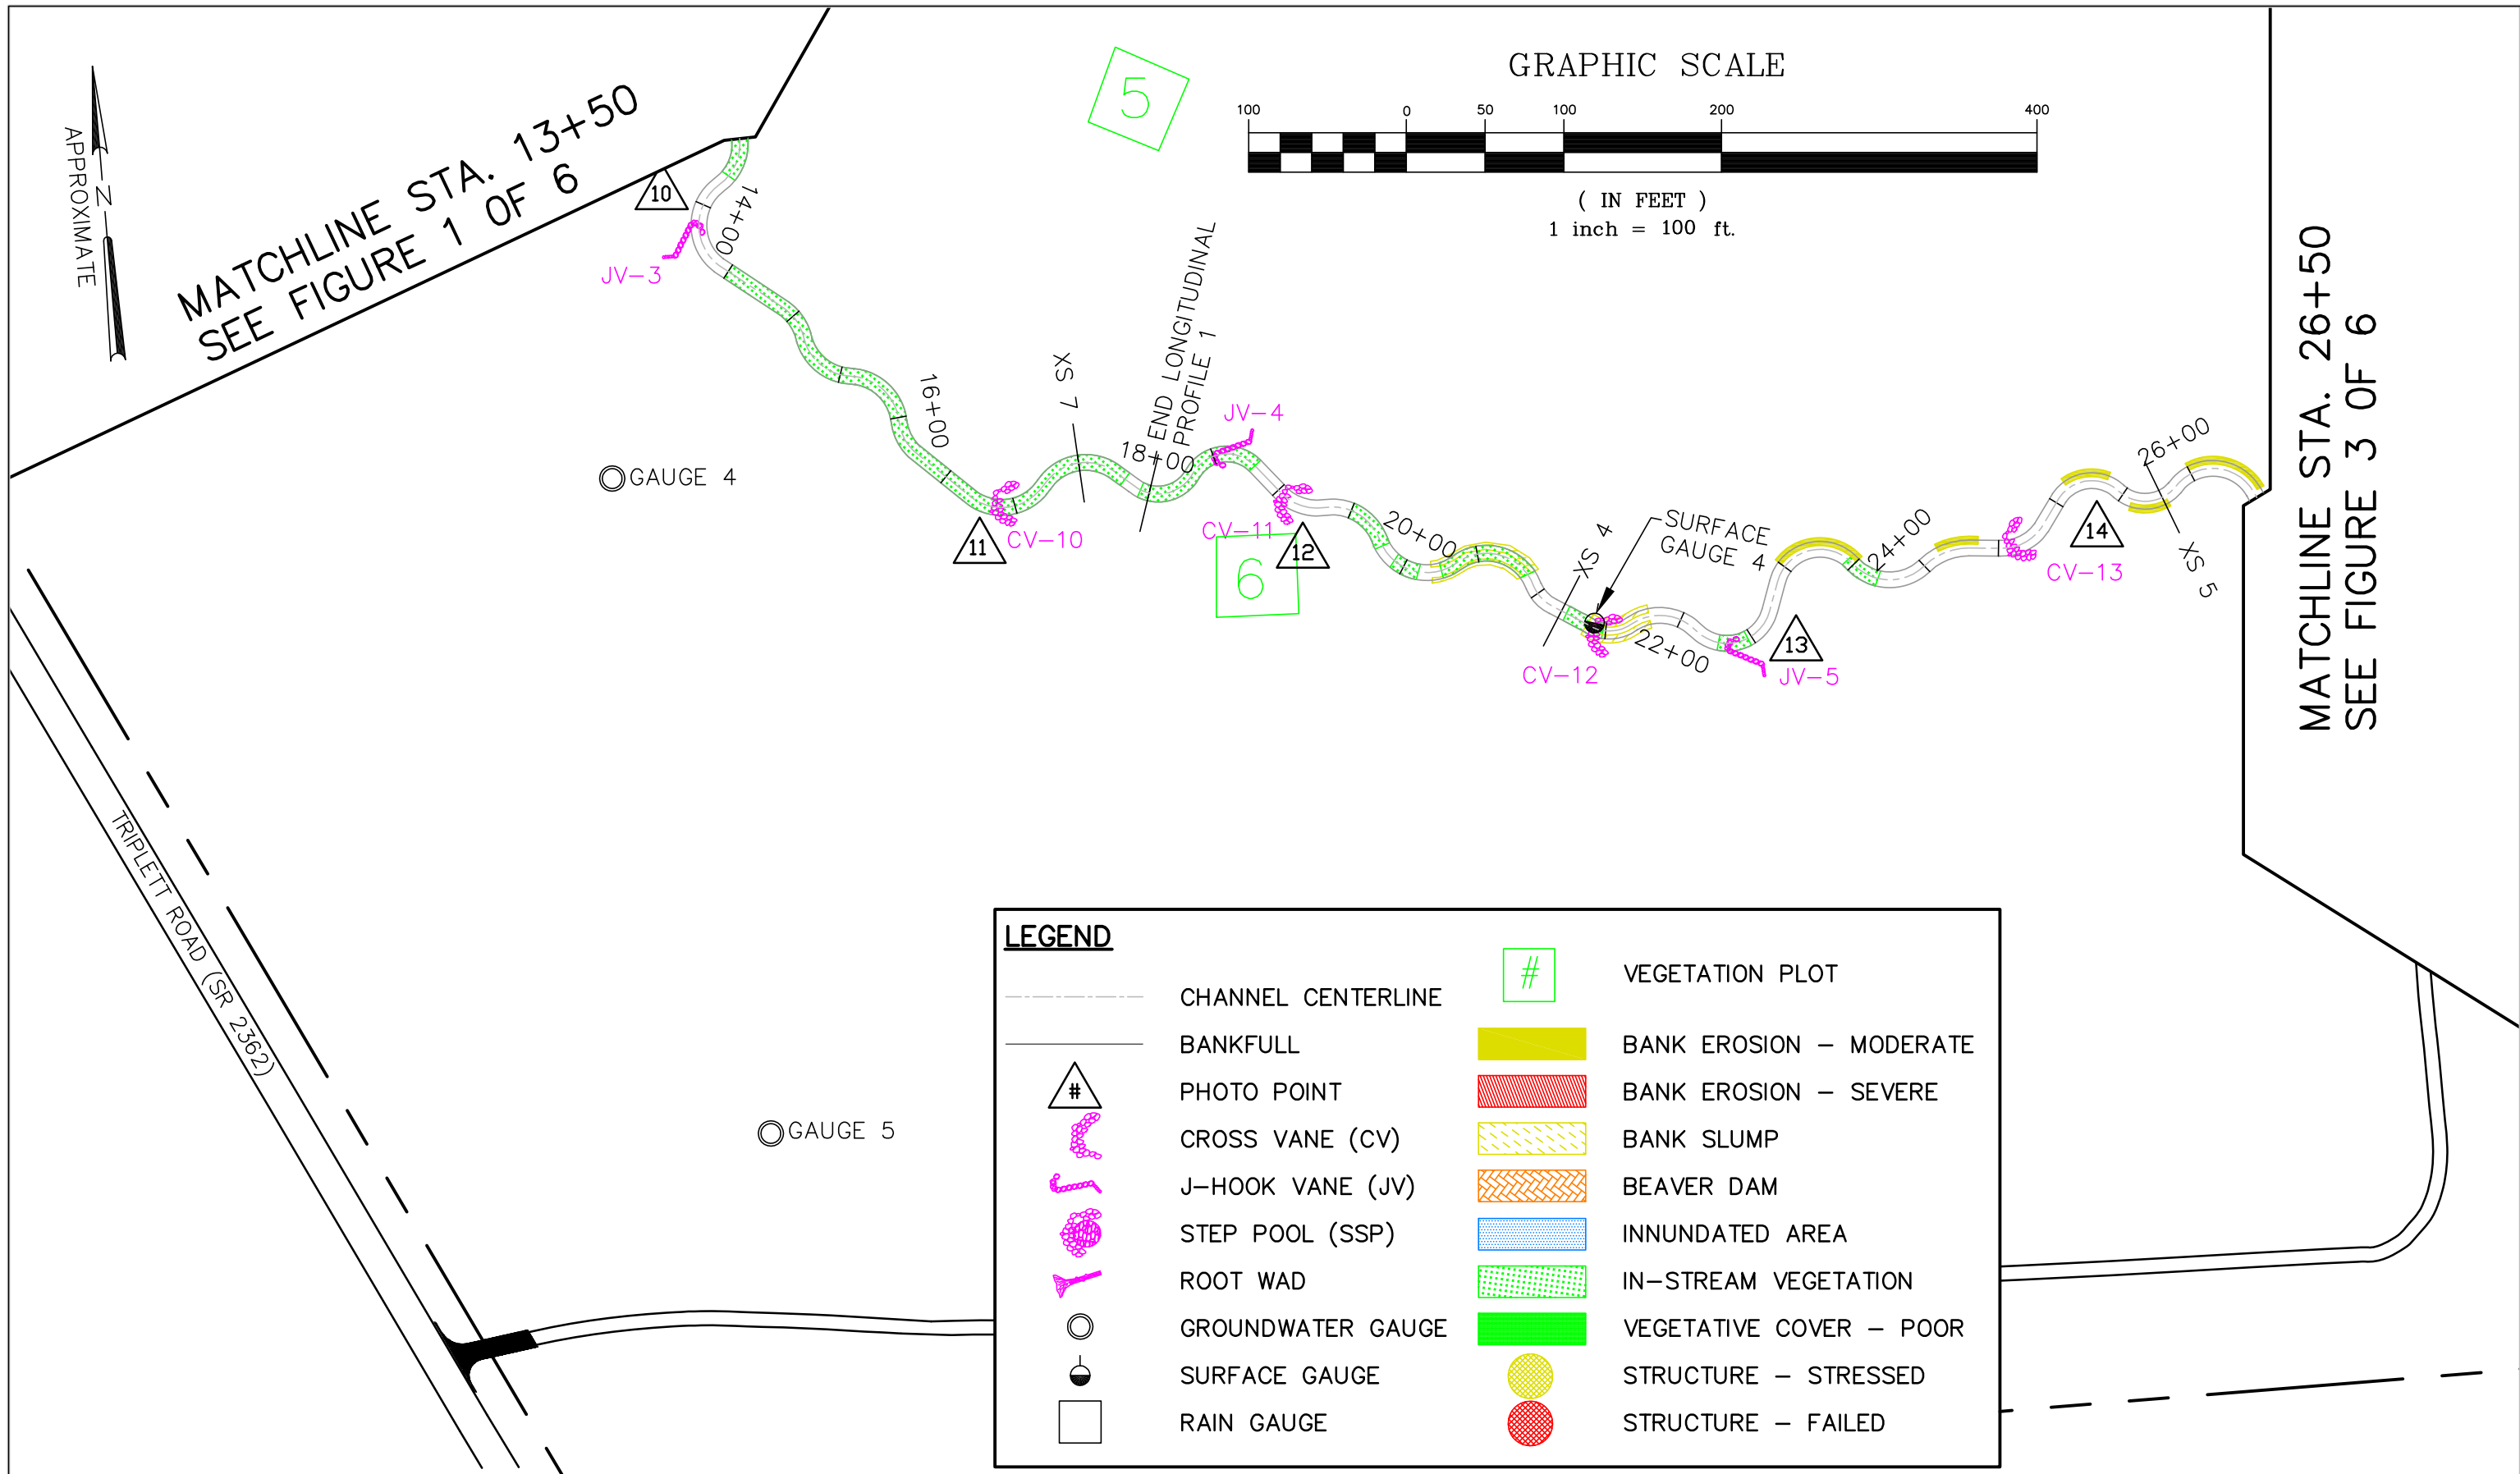 GRAPHIC SCALE
100 0 50 100 200 400
( IN FEET )
1 inch = 100 ft.
APPROXIMATE
N
MATCHLINE STA. 13+50
SEE FIGURE 1 OF 6
5
10
14+00
JV-3
16+00
GAUGE 4
XS 7
END LONGITUDINAL
PROFILE 1
18+00
JV-4
11
CV-10
CV-11
12
6
20+00
XS 4
SURFACE
GAUGE 4
CV-12
22+00
13
JV-5
24+00
26+00
14
CV-13
XS 5
MATCHLINE STA. 26+50
SEE FIGURE 3 OF 6
TRIPLETT ROAD (SR 2362)
GAUGE 5
LEGEND
CHANNEL CENTERLINE
BANKFULL
# PHOTO POINT
CROSS VANE (CV)
J-HOOK VANE (JV)
STEP POOL (SSP)
ROOT WAD
GROUNDWATER GAUGE
SURFACE GAUGE
RAIN GAUGE
# VEGETATION PLOT
BANK EROSION - MODERATE
BANK EROSION - SEVERE
BANK SLUMP
BEAVER DAM
INNUNDATED AREA
IN-STREAM VEGETATION
VEGETATIVE COVER - POOR
STRUCTURE - STRESSED
STRUCTURE - FAILED